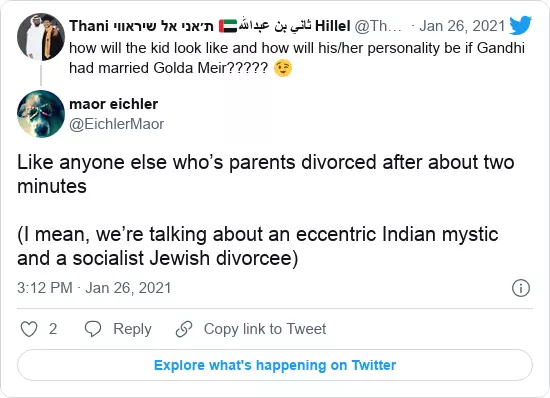 Thani ת׳אני אל שיראווי 🇦🇪ثاني بن عبدالله Hillel @Th… · Jan 26, 2021
how will the kid look like and how will his/her personality be if Gandhi
had married Golda Meir????? 😉
maor eichler
@EichlerMaor
Like anyone else who’s parents divorced after about two
minutes
(I mean, we’re talking about an eccentric Indian mystic
and a socialist Jewish divorcee)
3:12 PM · Jan 26, 2021
2 Reply Copy link to Tweet
Explore what's happening on Twitter